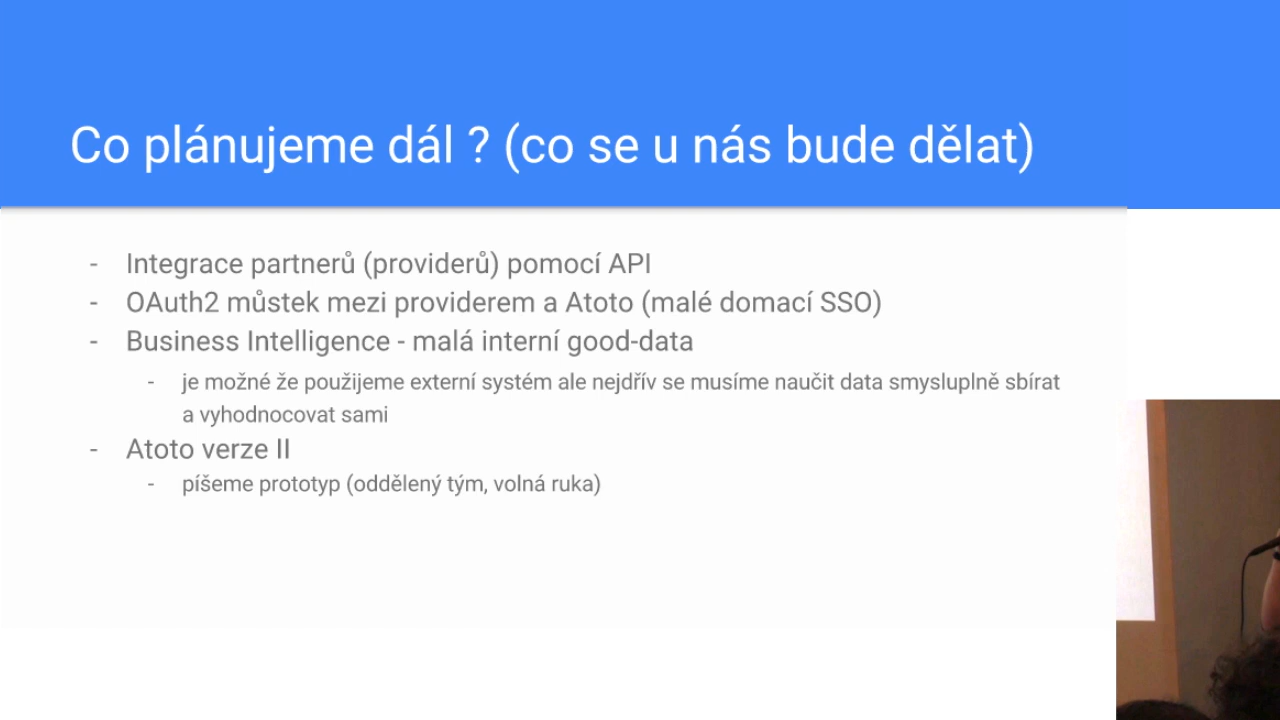 Co plánujeme dál ? (co se u nás bude dělat)
- Integrace partnerů (providerů) pomocí API
- OAuth2 můstek mezi providerem a Atoto (malé domací SSO)
- Business Intelligence - malá interní good-data
- je možné že použijeme externí systém ale nejdřív se musíme naučit data smysluplně sbírat
a vyhodnocovat sami
- Atoto verze II
- píšeme prototyp (oddělený tým, volná ruka)